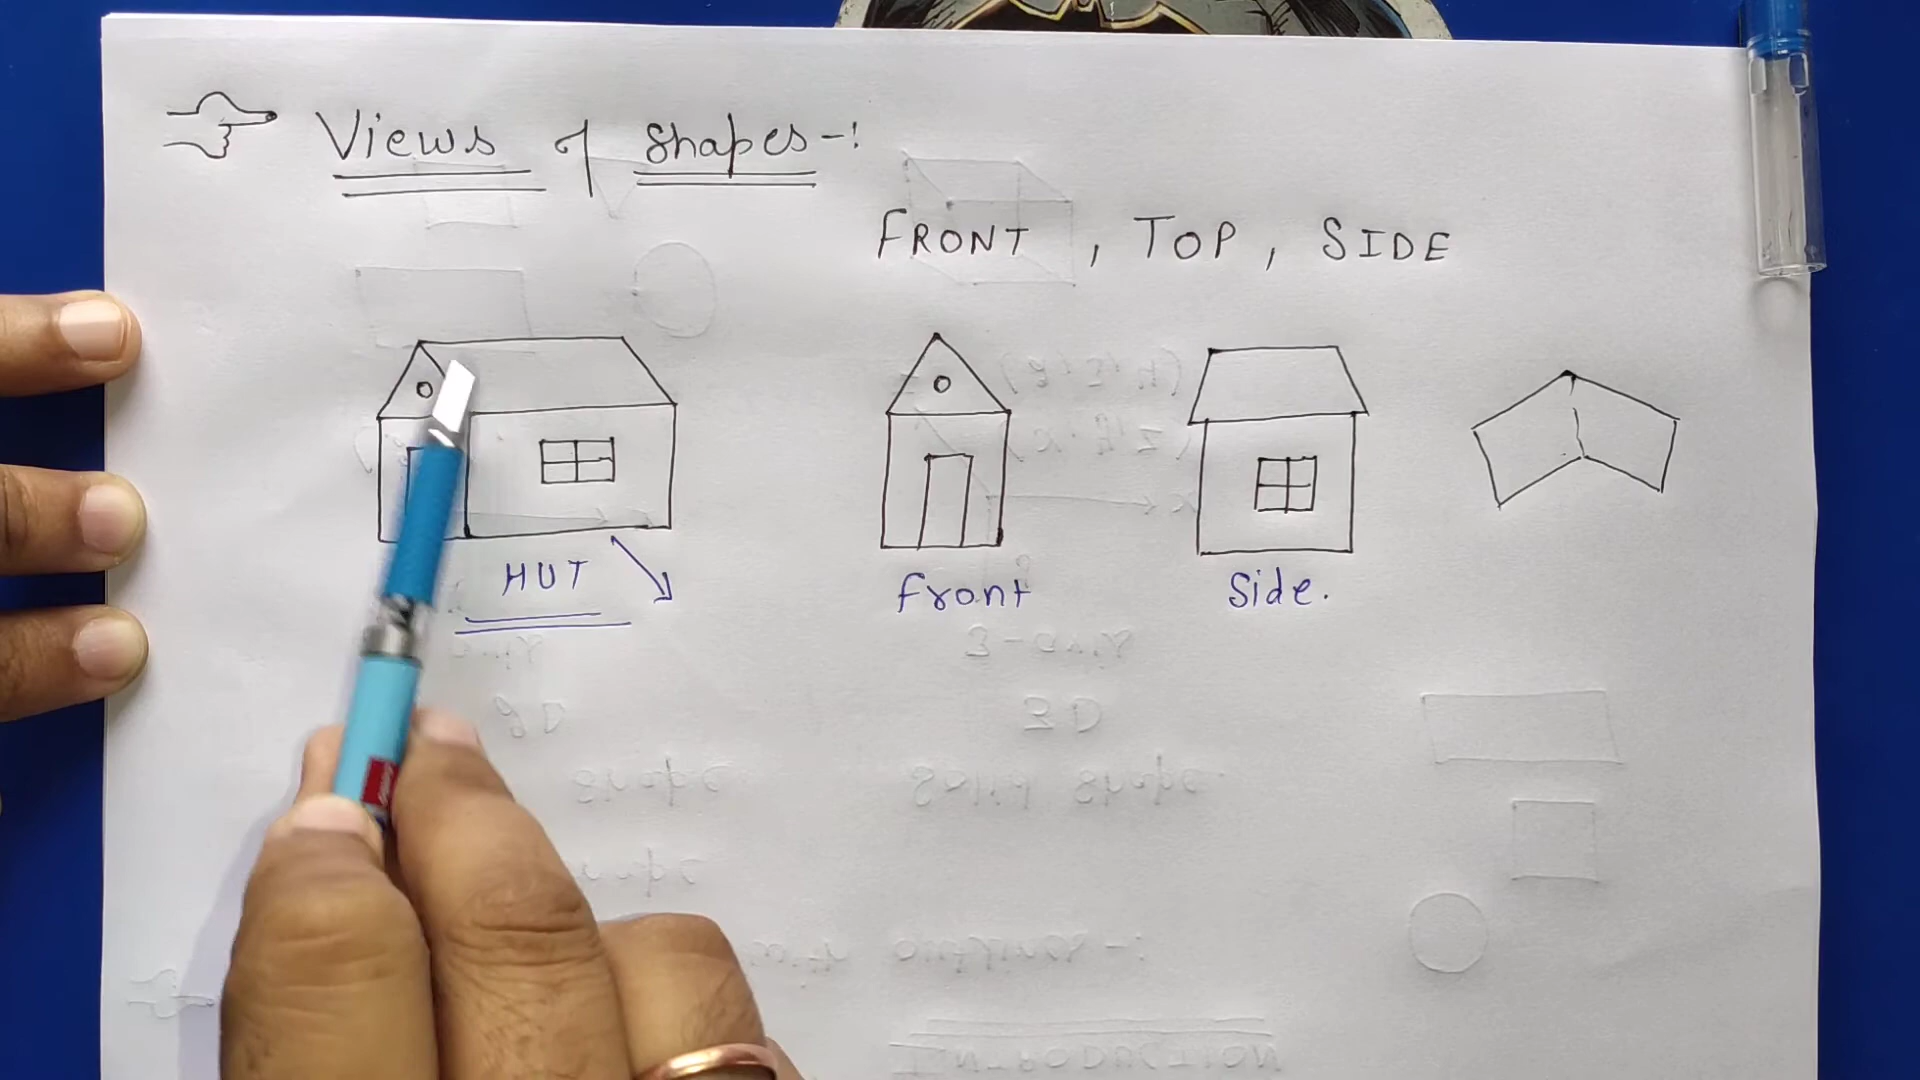 Views of Shapes-:
FRONT, TOP, SIDE
HUT
Front
Side.